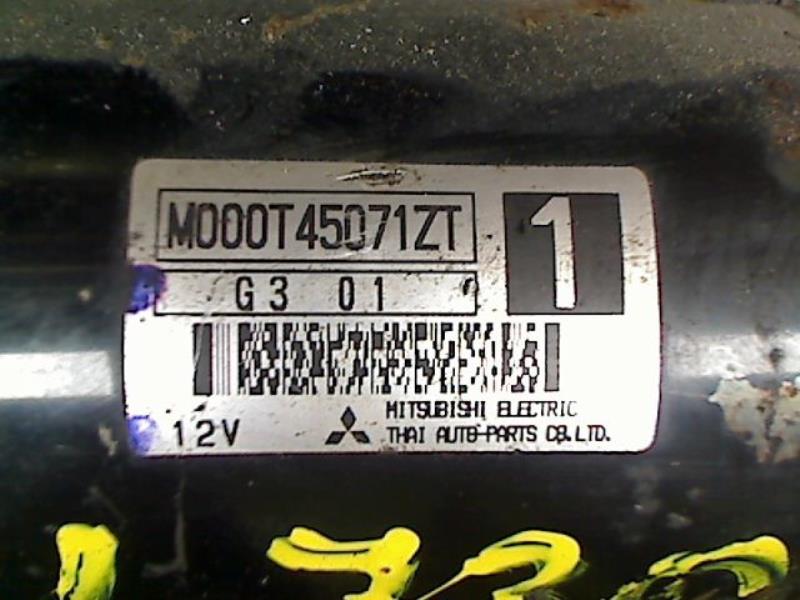 M000T45071ZT
1
G3 01
12V
MITSUBISHI ELECTRIC
THAI AUTO-PARTS CO.LTD.